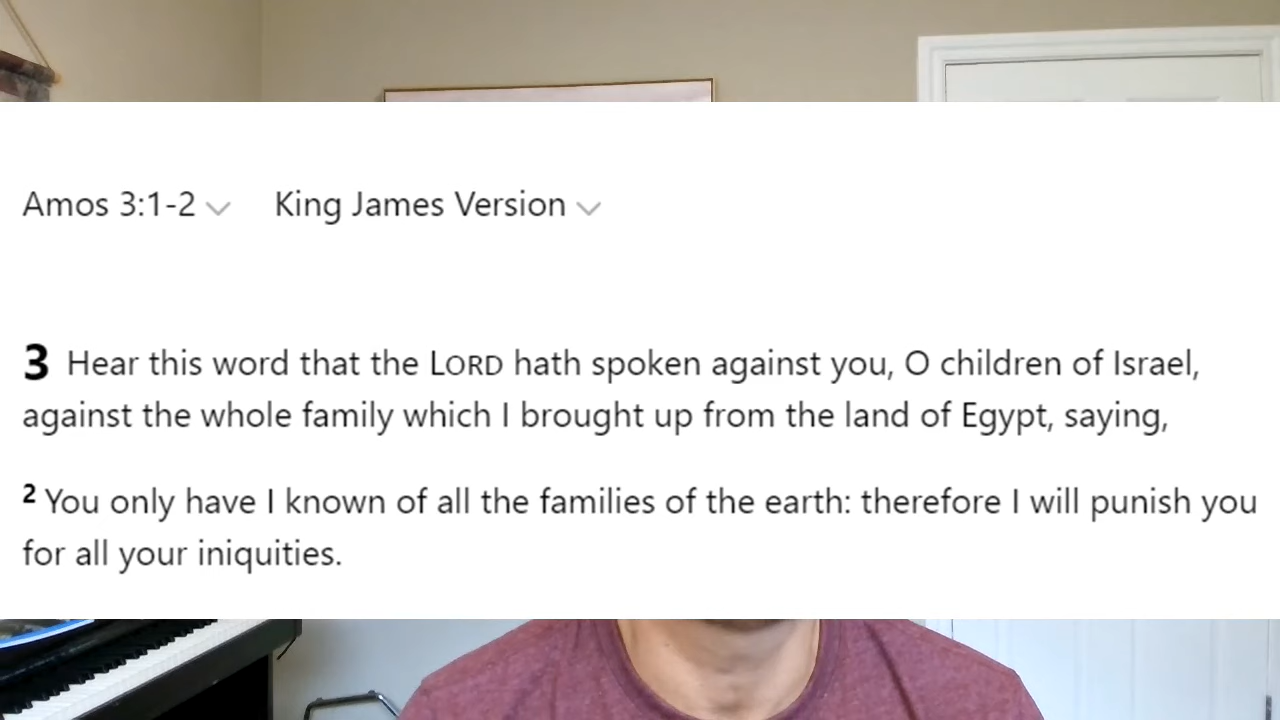 Amos 3:1-2 King James Version
3 Hear this word that the LORD hath spoken against you, O children of Israel,
against the whole family which I brought up from the land of Egypt, saying,
2 You only have I known of all the families of the earth: therefore I will punish you
for all your iniquities.